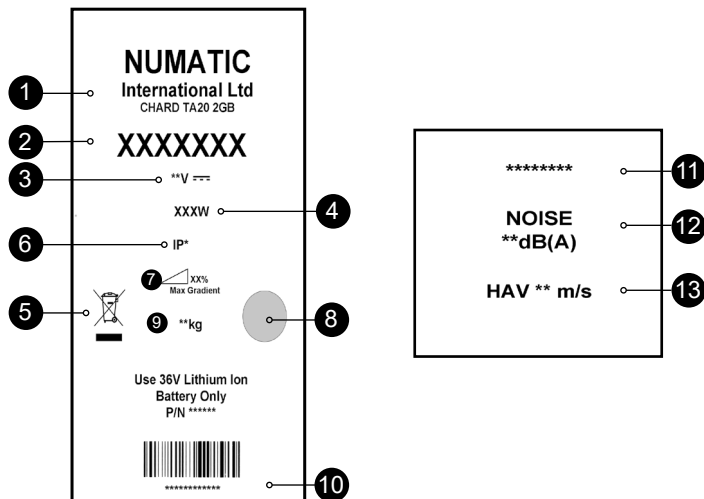 1
NUMATIC
International Ltd
CHARD TA20 2GB
2
XXXXXXX
3
**V
XXXW
4
6
IP*
7
XX%
Max Gradient
5
9
**kg
8
Use 36V Lithium Ion
Battery Only
P/N ******
************
10
********
11
NOISE
12
**dB(A)
HAV ** m/s
13